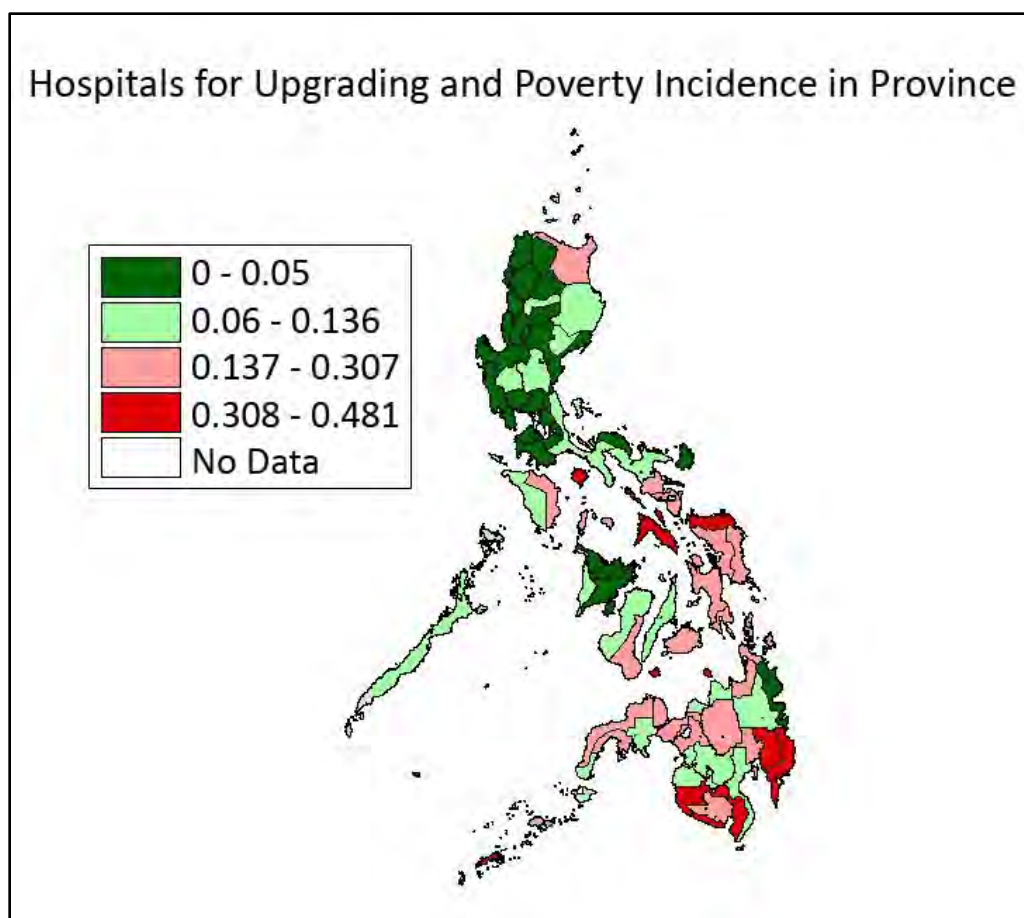 Hospitals for Upgrading and Poverty Incidence in Province
0 - 0.05
0.06 - 0.136
0.137 - 0.307
0.308 - 0.481
No Data